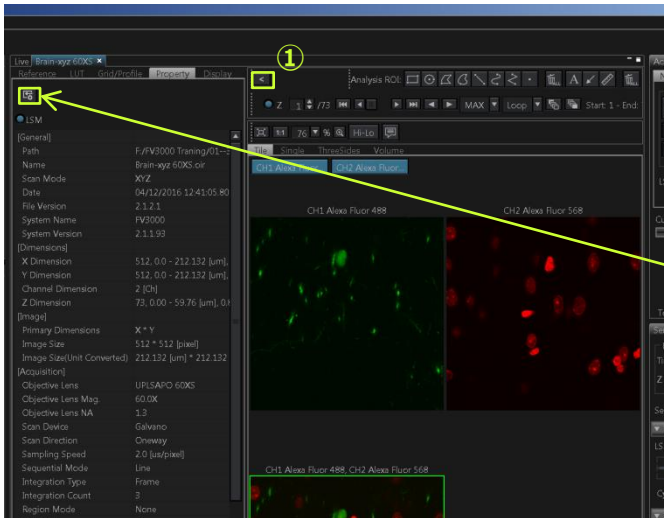 Live Brain-xyz 60XS ×
①
Reference LUT Grid/Profile Property Display
< Analysis ROI: A
Z 1 /73 MAX Loop Start: 1 - End:
LSM
1:1 76 % Hi-Lo
[General]
Path F:/FV3000 Traning/01--
Name Brain-xyz 60XS.oir
Scan Mode XYZ
Date 04/12/2016 12:41:05.80
File Version 2.1.2.1
System Name FV3000
System Version 2.1.1.93
[Dimensions]
X Dimension 512, 0.0 - 212.132 [um],
Y Dimension 512, 0.0 - 212.132 [um],
Channel Dimension 2 [Ch]
Z Dimension 73, 0.00 - 59.76 [um], 0.
[Image]
Primary Dimensions X * Y
Image Size 512 * 512 [pixel]
Image Size(Unit Converted) 212.132 [um] * 212.132
[Acquisition]
Objective Lens UPLSAPO 60XS
Objective Lens Mag. 60.0X
Objective Lens NA 1.3
Scan Device Galvano
Scan Direction Oneway
Sampling Speed 2.0 [us/pixel]
Sequential Mode Line
Integration Type Frame
Integration Count 3
Region Mode None
Tile Single ThreeSides Volume
CH1 Alexa Fluor... CH2 Alexa Fluor...
CH1 Alexa Fluor 488 CH2 Alexa Fluor 568
CH1 Alexa Fluor 488, CH2 Alexa Fluor 568